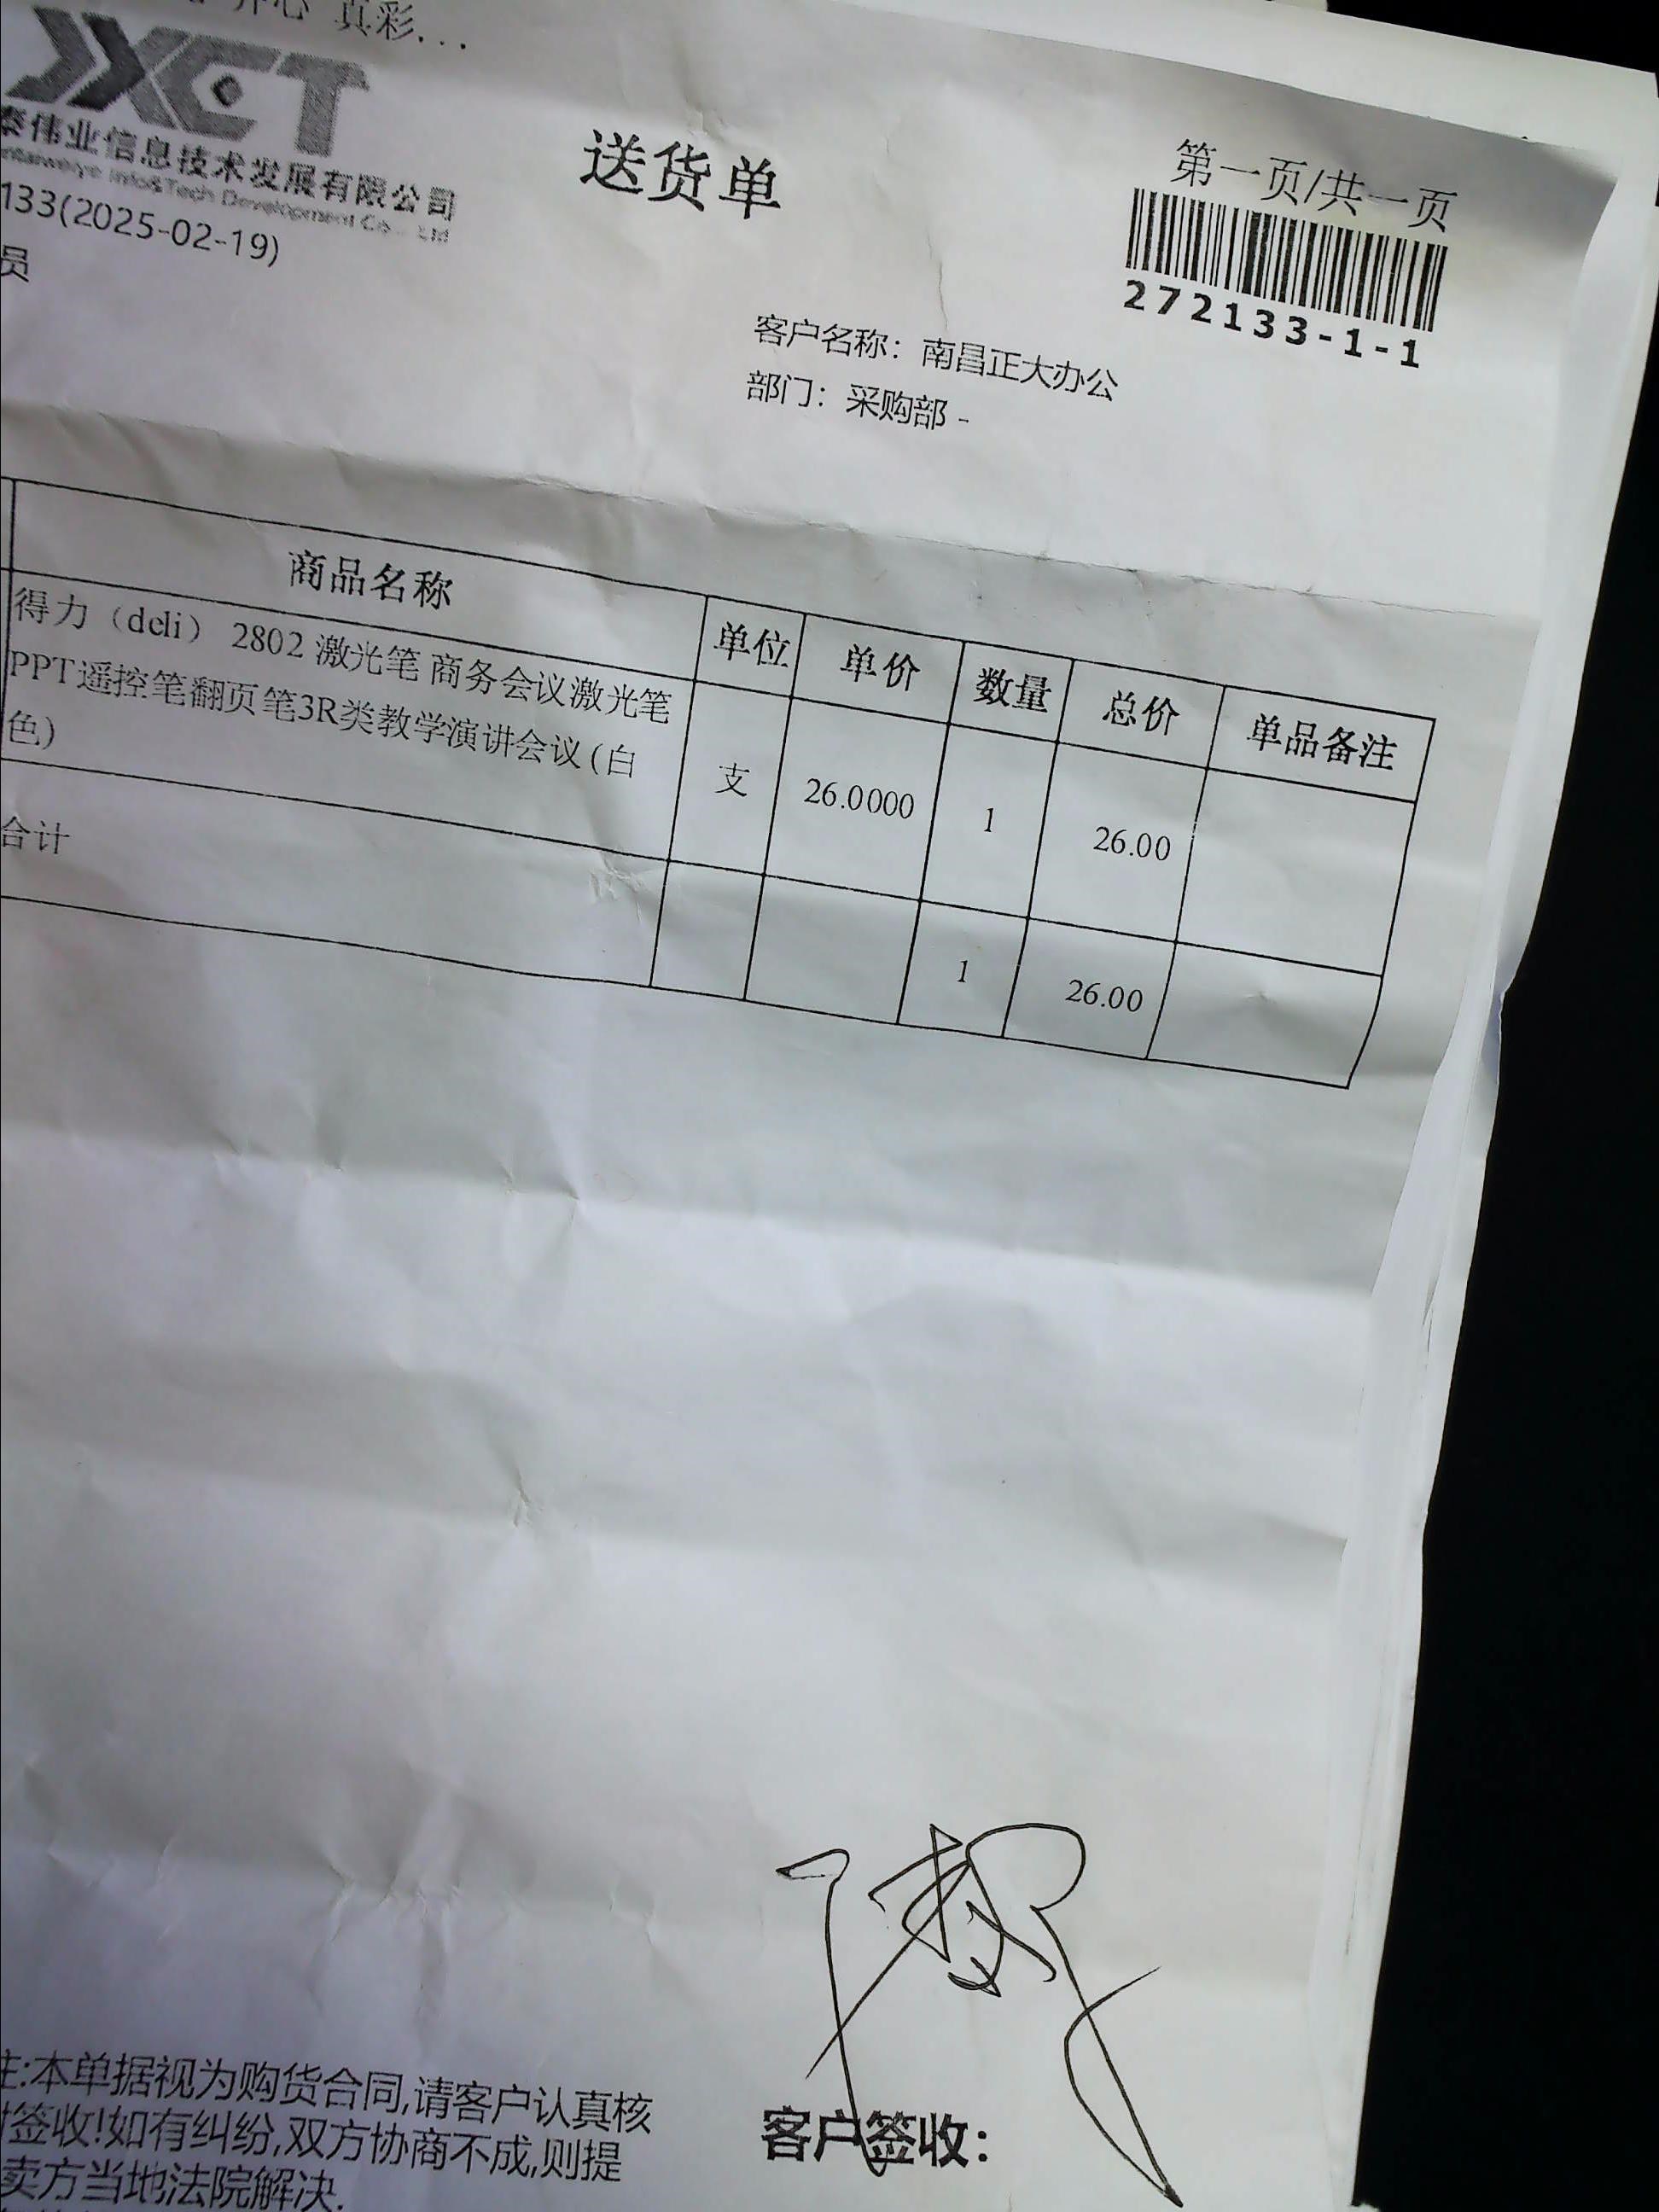 开心 真彩...
XCT
泰伟业信息技术发展有限公司
ntaiweiye Info&Tech Development Co., Ltd
133(2025-02-19)
员
送货单
第一页/共一页
272133-1-1
客户名称：南昌正大办公
部门：采购部 -
商品名称 单位 单价 数量 总价 单品备注
得力（deli） 2802 激光笔 商务会议激光笔
PPT遥控笔翻页笔3R类教学演讲会议(白
色)
支 26.0000 1 26.00
合计 1 26.00
注:本单据视为购货合同,请客户认真核
签收!如有纠纷,双方协商不成,则提
卖方当地法院解决.
客户签收：